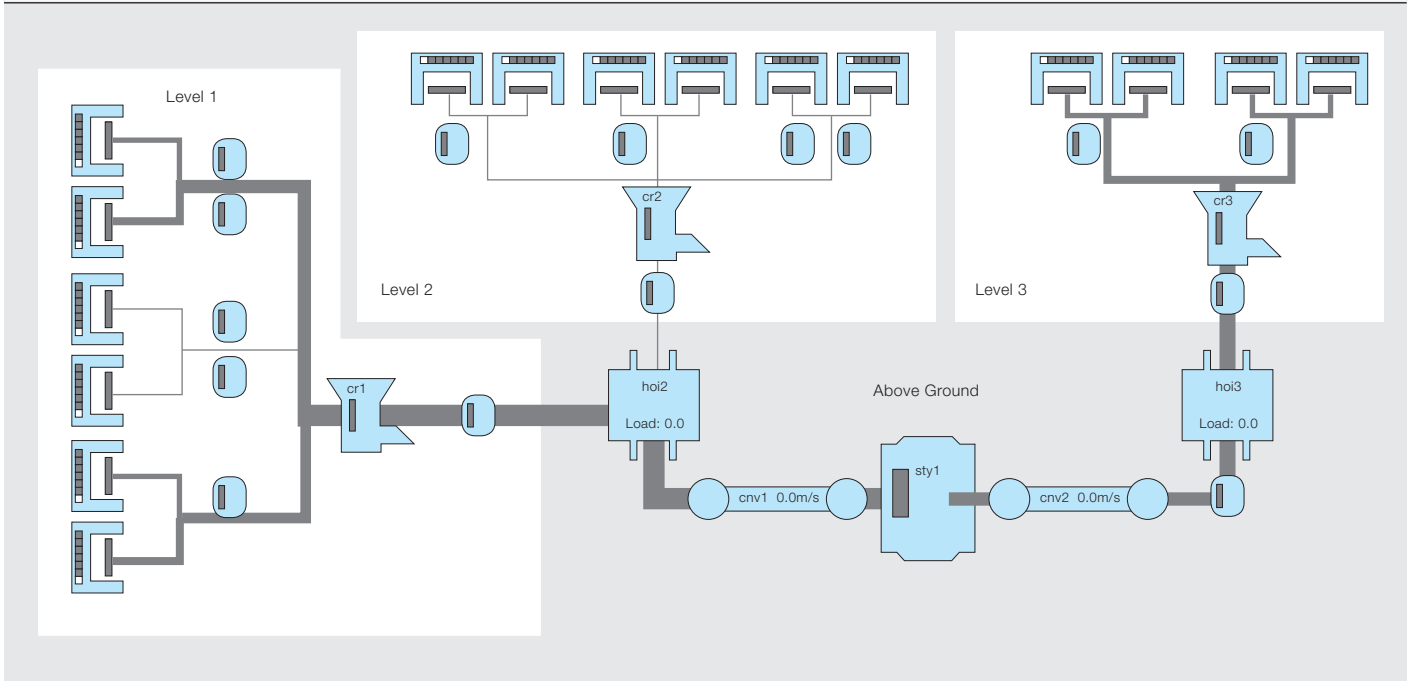 Level 1
cr2
cr3
Level 2
Level 3
cr1
hoi2
Load: 0.0
Above Ground
hoi3
Load: 0.0
sty1
cnv1 0.0m/s
cnv2 0.0m/s